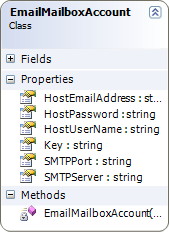 EmailMailboxAccount
Class
Fields
Properties
HostEmailAddress : st...
HostPassword : string
HostUserName : string
Key : string
SMTPPort : string
SMTPServer : string
Methods
EmailMailboxAccount(...